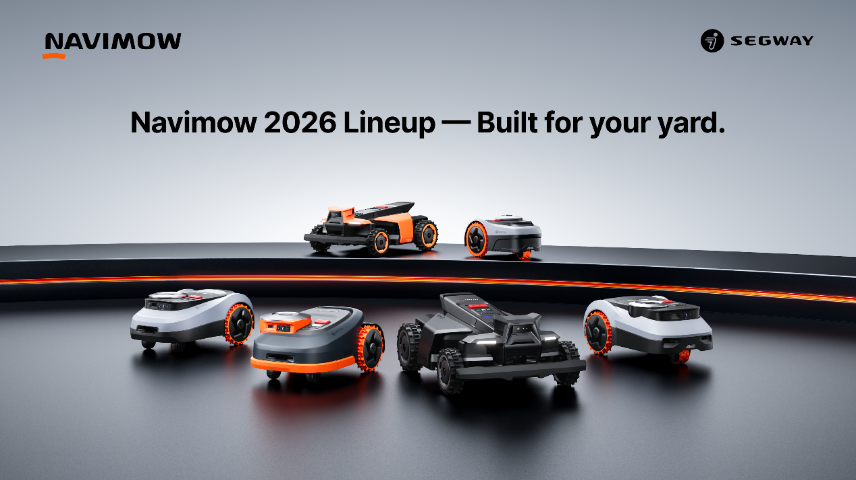 NAVIMOW
SEGWAY
Navimow 2026 Lineup — Built for your yard.